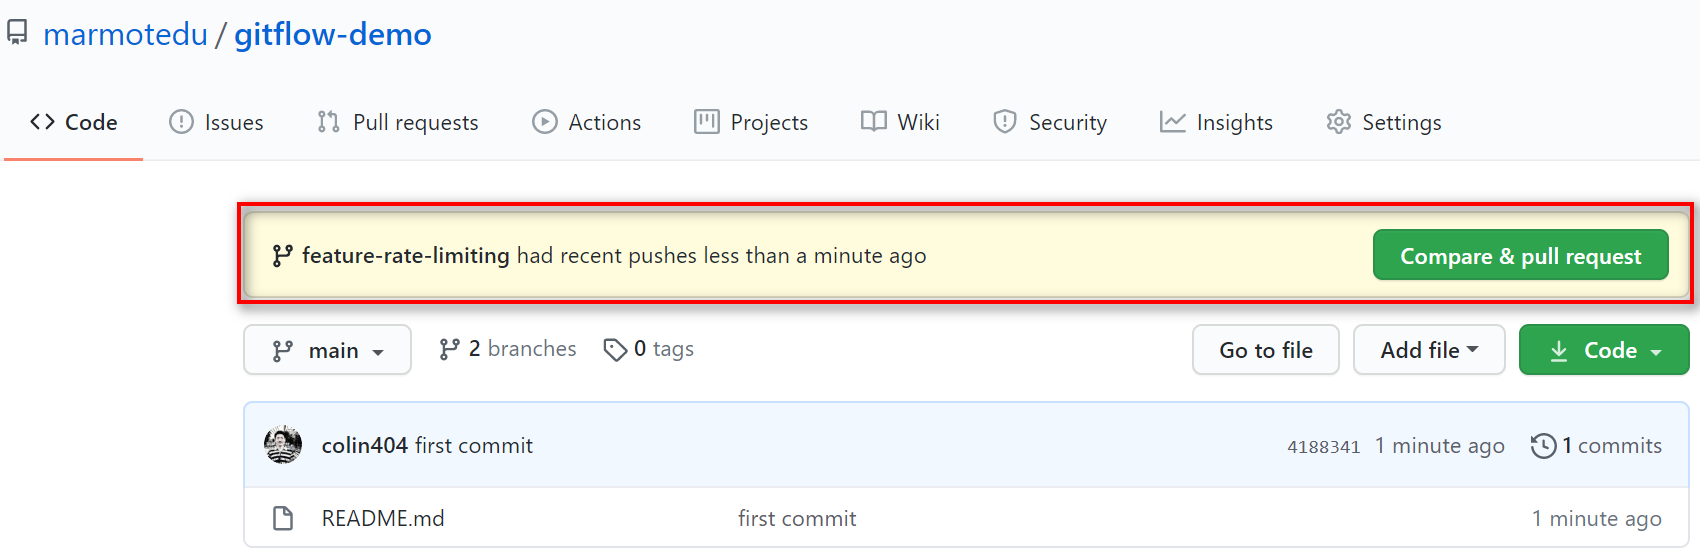 marmotedu / gitflow-demo
Code Issues Pull requests Actions Projects Wiki Security Insights Settings
feature-rate-limiting had recent pushes less than a minute ago Compare & pull request
main 2 branches 0 tags Go to file Add file Code
colin404 first commit 4188341 1 minute ago 1 commits
README.md first commit 1 minute ago